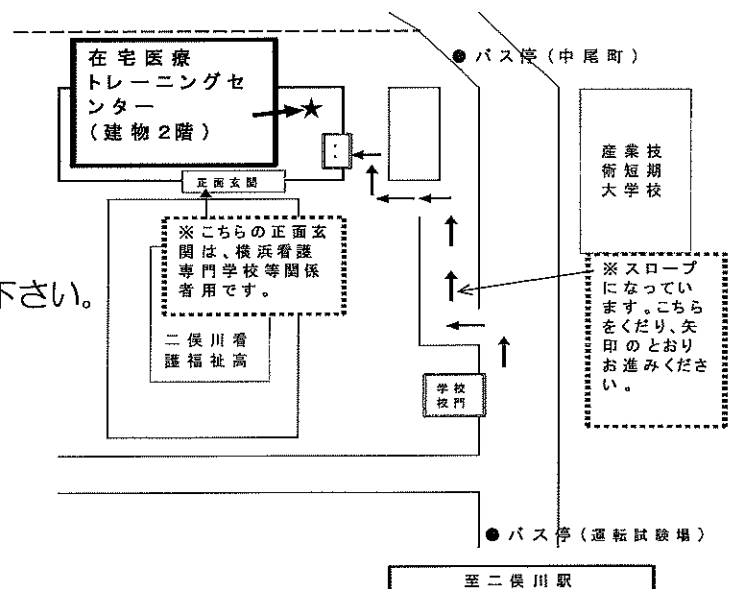 在宅医療
トレーニングセ
ンター
(建物2階)
★
● バス停(中尾町)
産業技
術短期
大学校
正面玄関
※こちらの正面玄
関は、横浜看護
専門学校等関係
者用です。
下さい。
二俣川看
護福祉高
※スロープ
になってい
ます。こちら
をくだり、矢
印のとおり
お進みくださ
い。
学校
校門
● バス停(運転試験場)
至二俣川駅